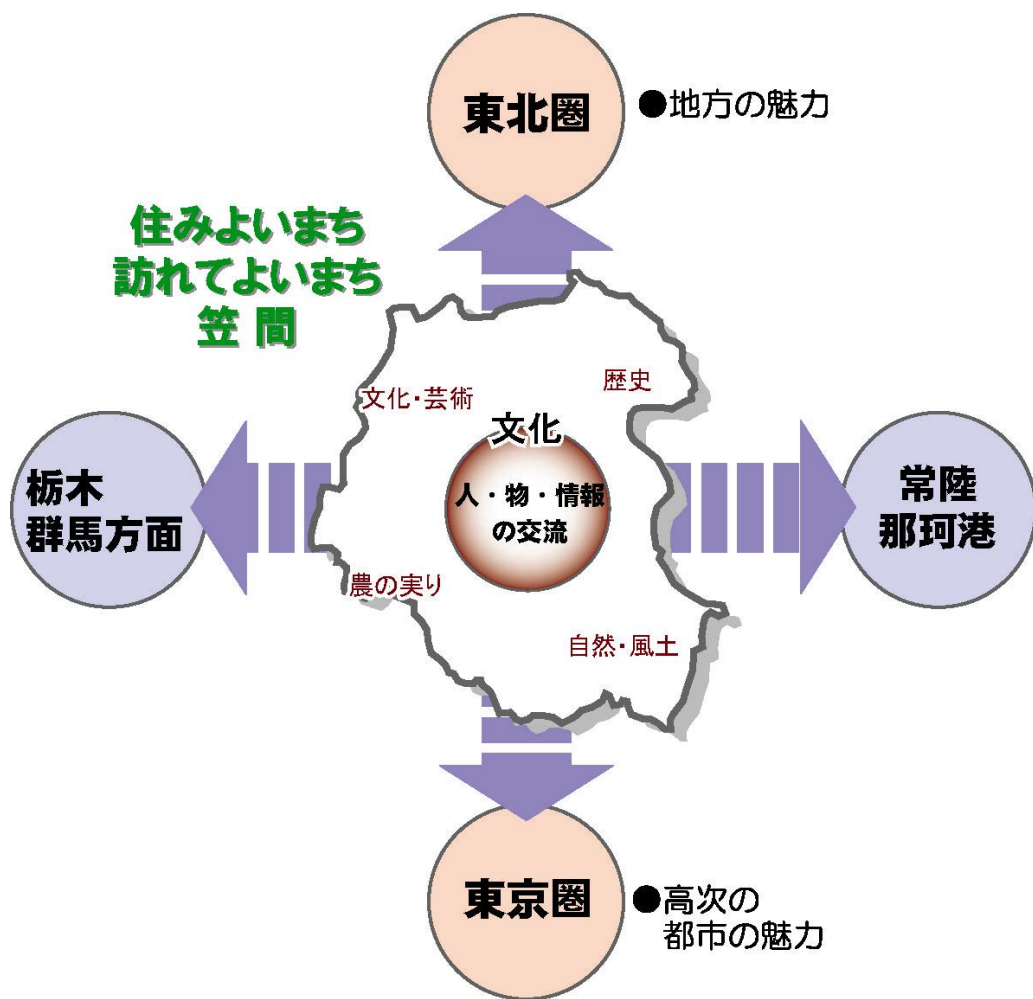 東北圏
●地方の魅力
住みよいまち
訪れてよいまち
笠間
文化・芸術
歴史
文化
人・物・情報
の交流
栃木
群馬方面
常陸
那珂港
農の実り
自然・風土
東京圏
●高次の
都市の魅力